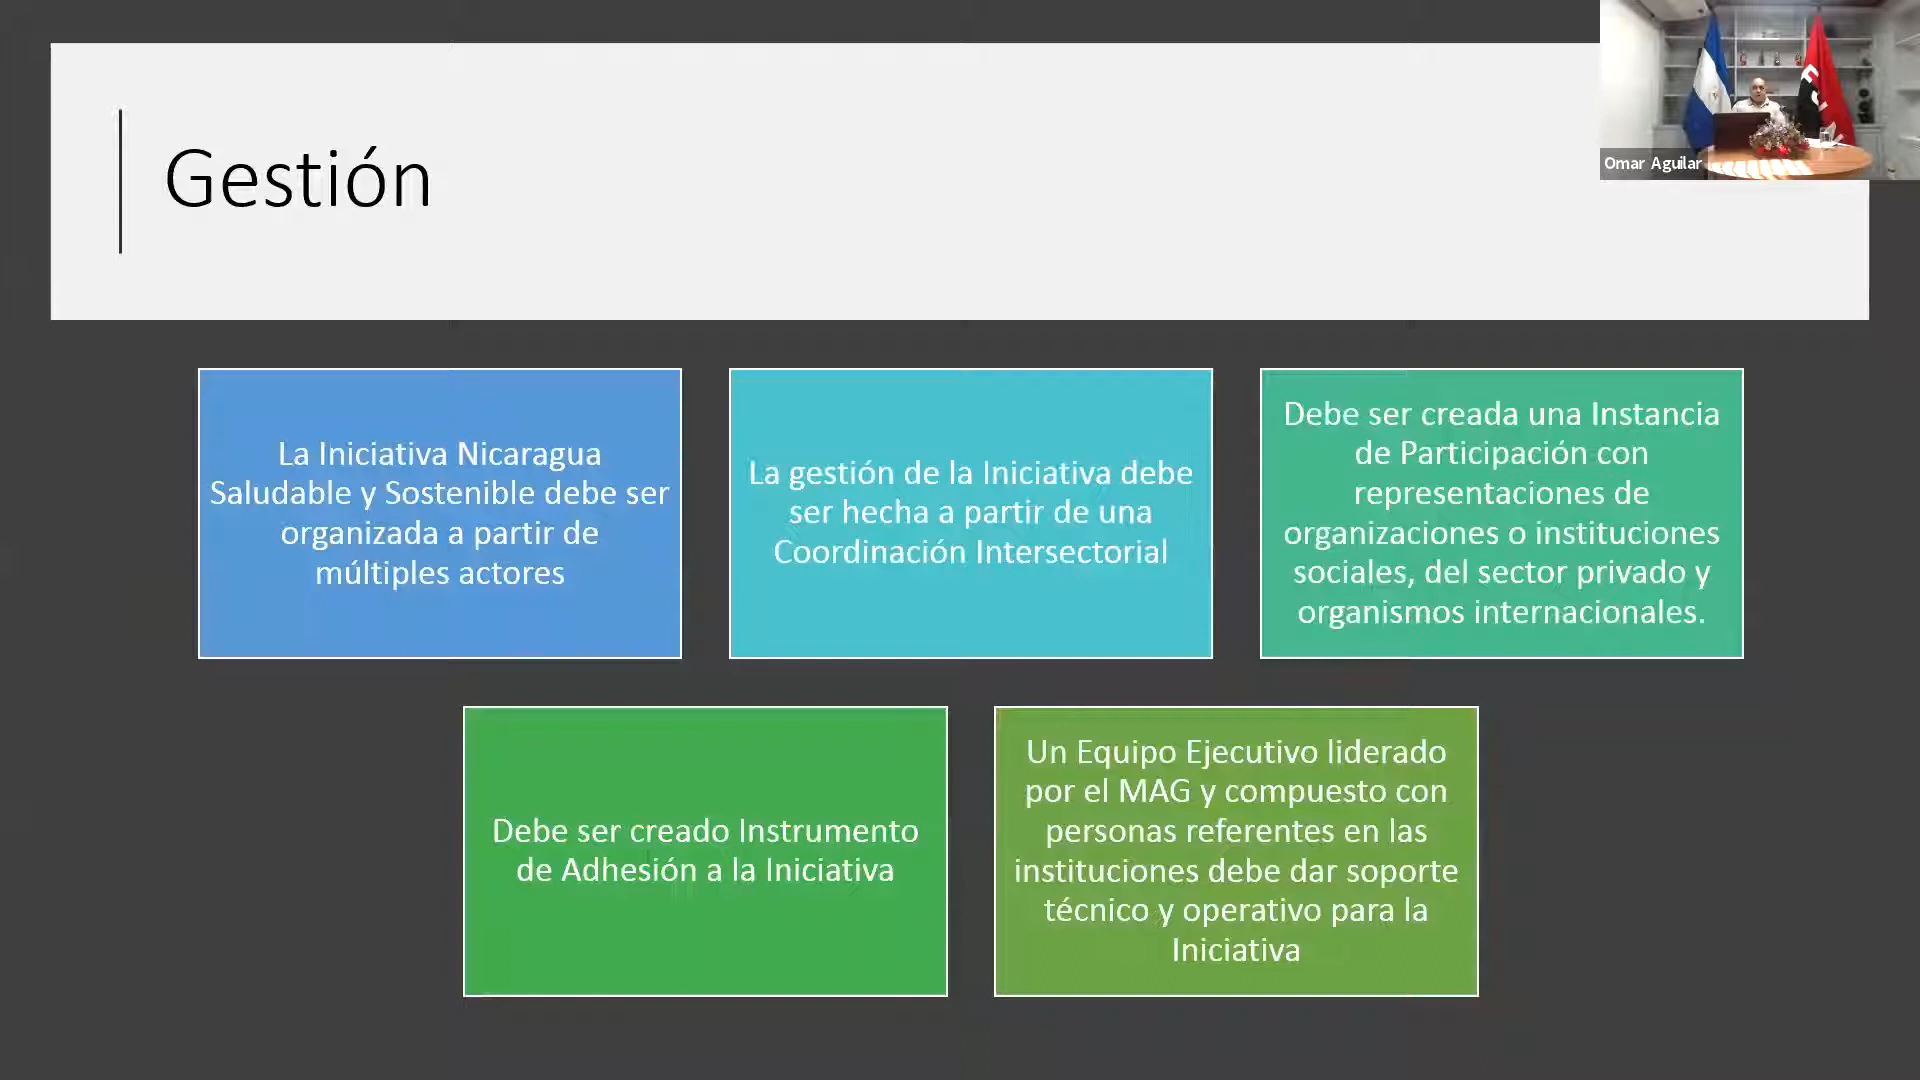 Gestión
Omar Aguilar
La Iniciativa Nicaragua
Saludable y Sostenible debe ser
organizada a partir de
múltiples actores
La gestión de la Iniciativa debe
ser hecha a partir de una
Coordinación Intersectorial
Debe ser creada una Instancia
de Participación con
representaciones de
organizaciones o instituciones
sociales, del sector privado y
organismos internacionales.
Debe ser creado Instrumento
de Adhesión a la Iniciativa
Un Equipo Ejecutivo liderado
por el MAG y compuesto con
personas referentes en las
instituciones debe dar soporte
técnico y operativo para la
Iniciativa